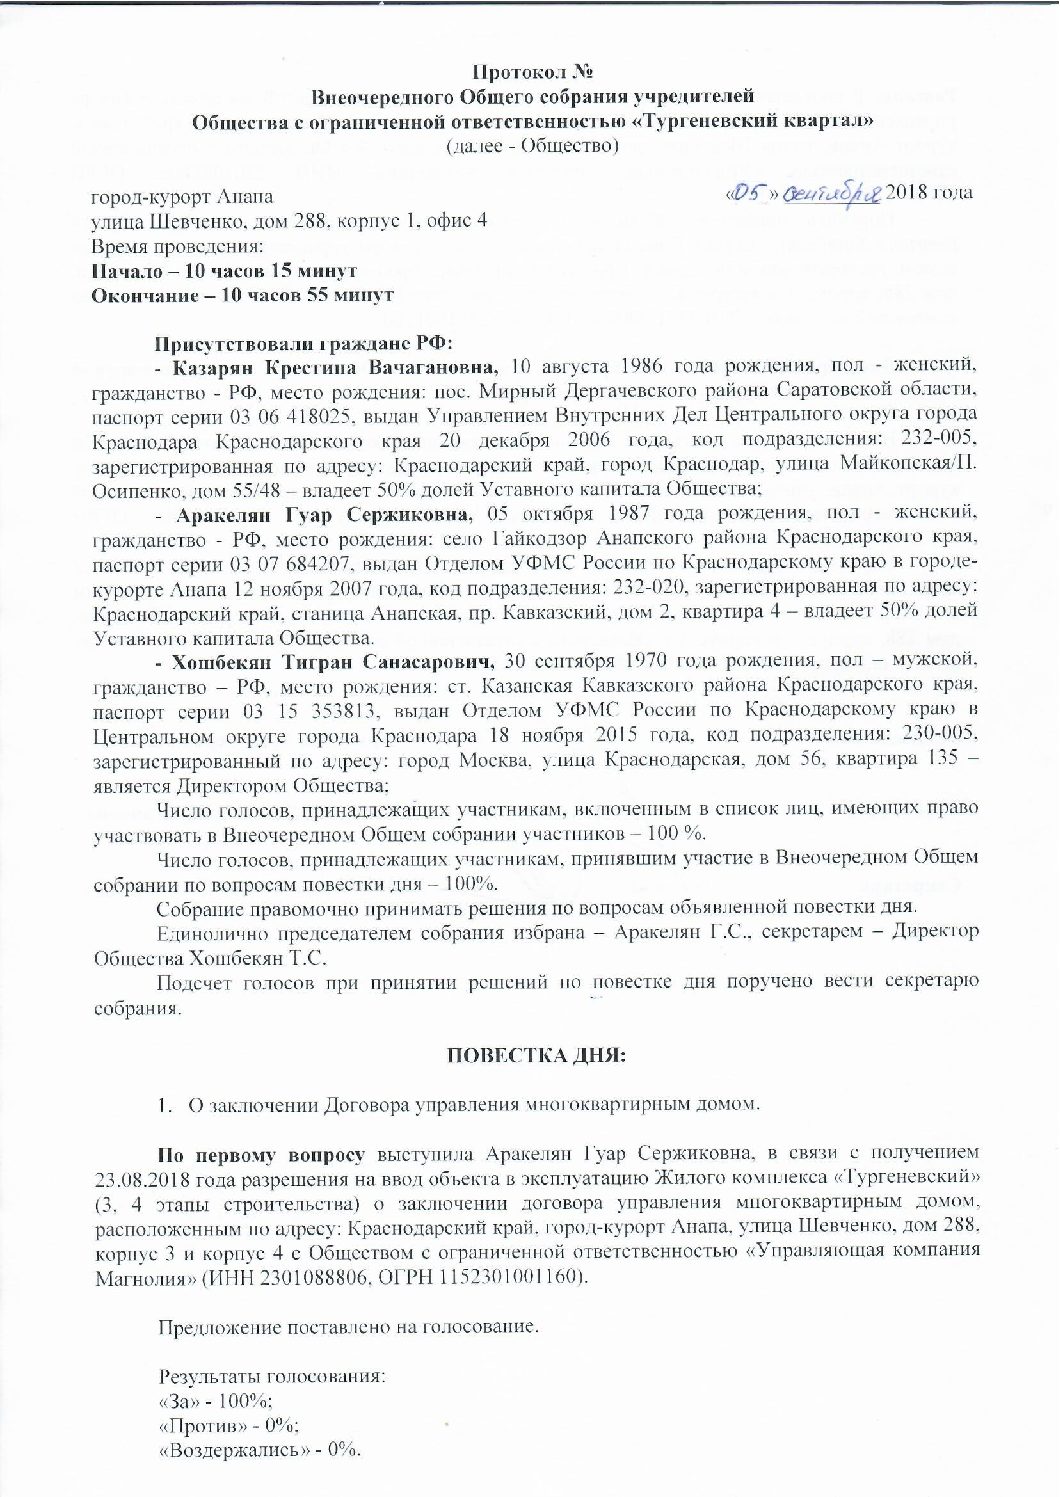 Протокол №
Внеочередного Общего собрания учредителей
Общества с ограниченной ответственностью «Тургеневский квартал»
(далее - Общество)
город-курорт Анапа «05» сентября 2018 года
улица Шевченко, дом 288, корпус 1, офис 4
Время проведения:
Начало – 10 часов 15 минут
Окончание – 10 часов 55 минут
Присутствовали граждане РФ:
- Казарян Крестина Вачагановна, 10 августа 1986 года рождения, пол - женский,
гражданство - РФ, место рождения: пос. Мирный Дергачевского района Саратовской области,
паспорт серии 03 06 418025, выдан Управлением Внутренних Дел Центрального округа города
Краснодара Краснодарского края 20 декабря 2006 года, код подразделения: 232-005,
зарегистрированная по адресу: Краснодарский край, город Краснодар, улица Майкопская/П.
Осипенко, дом 55/48 – владеет 50% долей Уставного капитала Общества;
- Аракелян Гуар Сержиковна, 05 октября 1987 года рождения, пол - женский,
гражданство - РФ, место рождения: село Гайкодзор Анапского района Краснодарского края,
паспорт серии 03 07 684207, выдан Отделом УФМС России по Краснодарскому краю в городе-
курорте Анапа 12 ноября 2007 года, код подразделения: 232-020, зарегистрированная по адресу:
Краснодарский край, станица Анапская, пр. Кавказский, дом 2, квартира 4 – владеет 50% долей
Уставного капитала Общества.
- Хошбекян Тигран Санасарович, 30 сентября 1970 года рождения, пол – мужской,
гражданство – РФ, место рождения: ст. Казанская Кавказского района Краснодарского края,
паспорт серии 03 15 353813, выдан Отделом УФМС России по Краснодарскому краю в
Центральном округе города Краснодара 18 ноября 2015 года, код подразделения: 230-005,
зарегистрированный по адресу: город Москва, улица Краснодарская, дом 56, квартира 135 –
является Директором Общества;
Число голосов, принадлежащих участникам, включенным в список лиц, имеющих право
участвовать в Внеочередном Общем собрании участников – 100 %.
Число голосов, принадлежащих участникам, принявшим участие в Внеочередном Общем
собрании по вопросам повестки дня – 100%.
Собрание правомочно принимать решения по вопросам объявленной повестки дня.
Единолично председателем собрания избрана – Аракелян Г.С., секретарем – Директор
Общества Хошбекян Т.С.
Подсчет голосов при принятии решений по повестке дня поручено вести секретарю
собрания.
ПОВЕСТКА ДНЯ:
1. О заключении Договора управления многоквартирным домом.
По первому вопросу выступила Аракелян Гуар Сержиковна, в связи с получением
23.08.2018 года разрешения на ввод объекта в эксплуатацию Жилого комплекса «Тургеневский»
(3, 4 этапы строительства) о заключении договора управления многоквартирным домом,
расположенным по адресу: Краснодарский край, город-курорт Анапа, улица Шевченко, дом 288,
корпус 3 и корпус 4 с Обществом с ограниченной ответственностью «Управляющая компания
Магнолия» (ИНН 2301088806, ОГРН 1152301001160).
Предложение поставлено на голосование.
Результаты голосования:
«За» - 100%;
«Против» - 0%;
«Воздержались» - 0%.